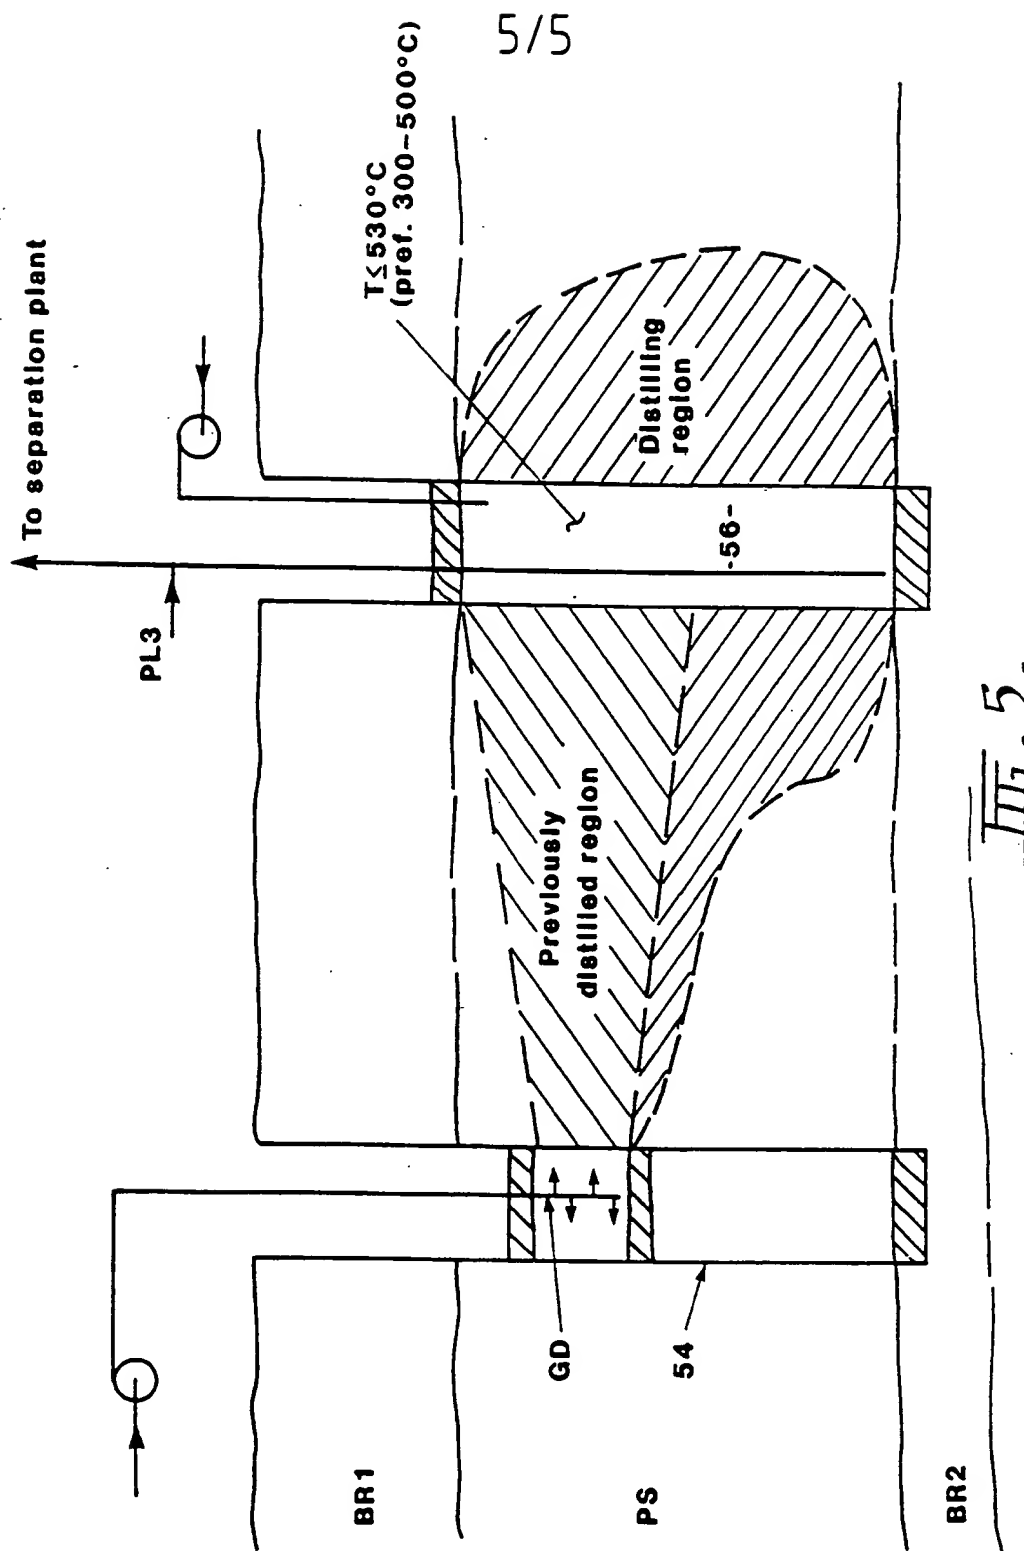 5/5
To separation plant
PL3
T≤530°C
(pref. 300-500°C)
Distilling
region
-56-
Previously
distilled region
GD
54
BR1
PS
BR2
5